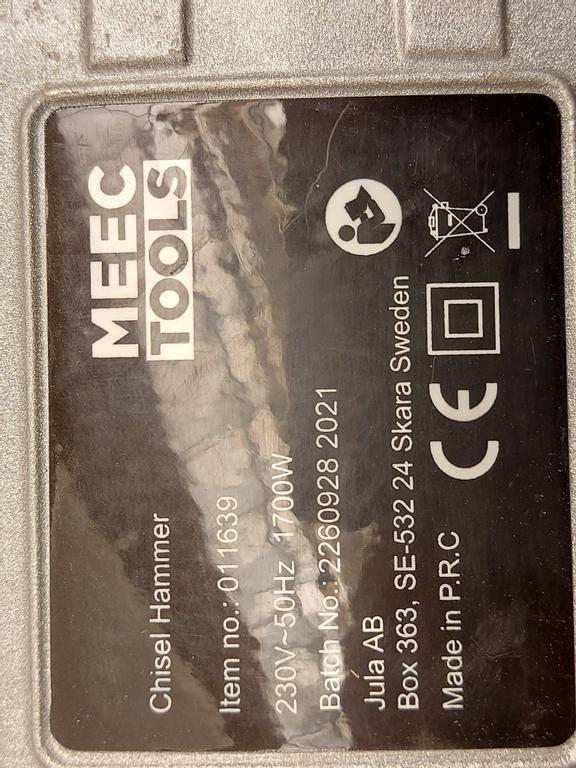 MEEC
TOOLS
Chisel Hammer
Item no.: 011639
230V~50Hz 1700W
Batch No.: 2260928 2021
Jula AB
Box 363, SE-532 24 Skara Sweden
Made in P.R.C
CE